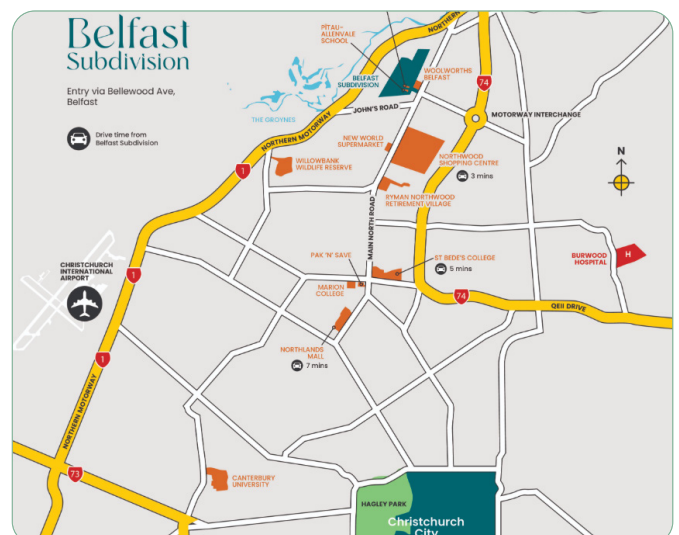 Belfast
Subdivision
Entry via Bellewood Ave,
Belfast
Drive time from
Belfast Subdivision
PĪTAU-
ALLENVALE
SCHOOL
NORTHERN
BELFAST
SUBDIVISION
WOOLWORTHS
BELFAST
74
THE GROYNES
JOHN'S ROAD
MOTORWAY INTERCHANGE
NORTHERN MOTORWAY
NEW WORLD
SUPERMARKET
N
WILLOWBANK
WILDLIFE RESERVE
NORTHWOOD
SHOPPING CENTRE
3 mins
1
RYMAN NORTHWOOD
RETIREMENT VILLAGE
MAIN NORTH ROAD
CHRISTCHURCH
INTERNATIONAL
AIRPORT
1
PAK 'N' SAVE
ST BEDE'S COLLEGE
5 mins
BURWOOD
HOSPITAL
H
MARION
COLLEGE
74
QEII DRIVE
NORTHLANDS
MALL
7 mins
1
NORTHERN MOTORWAY
73
CANTERBURY
UNIVERSITY
HAGLEY PARK
Christchurch
City